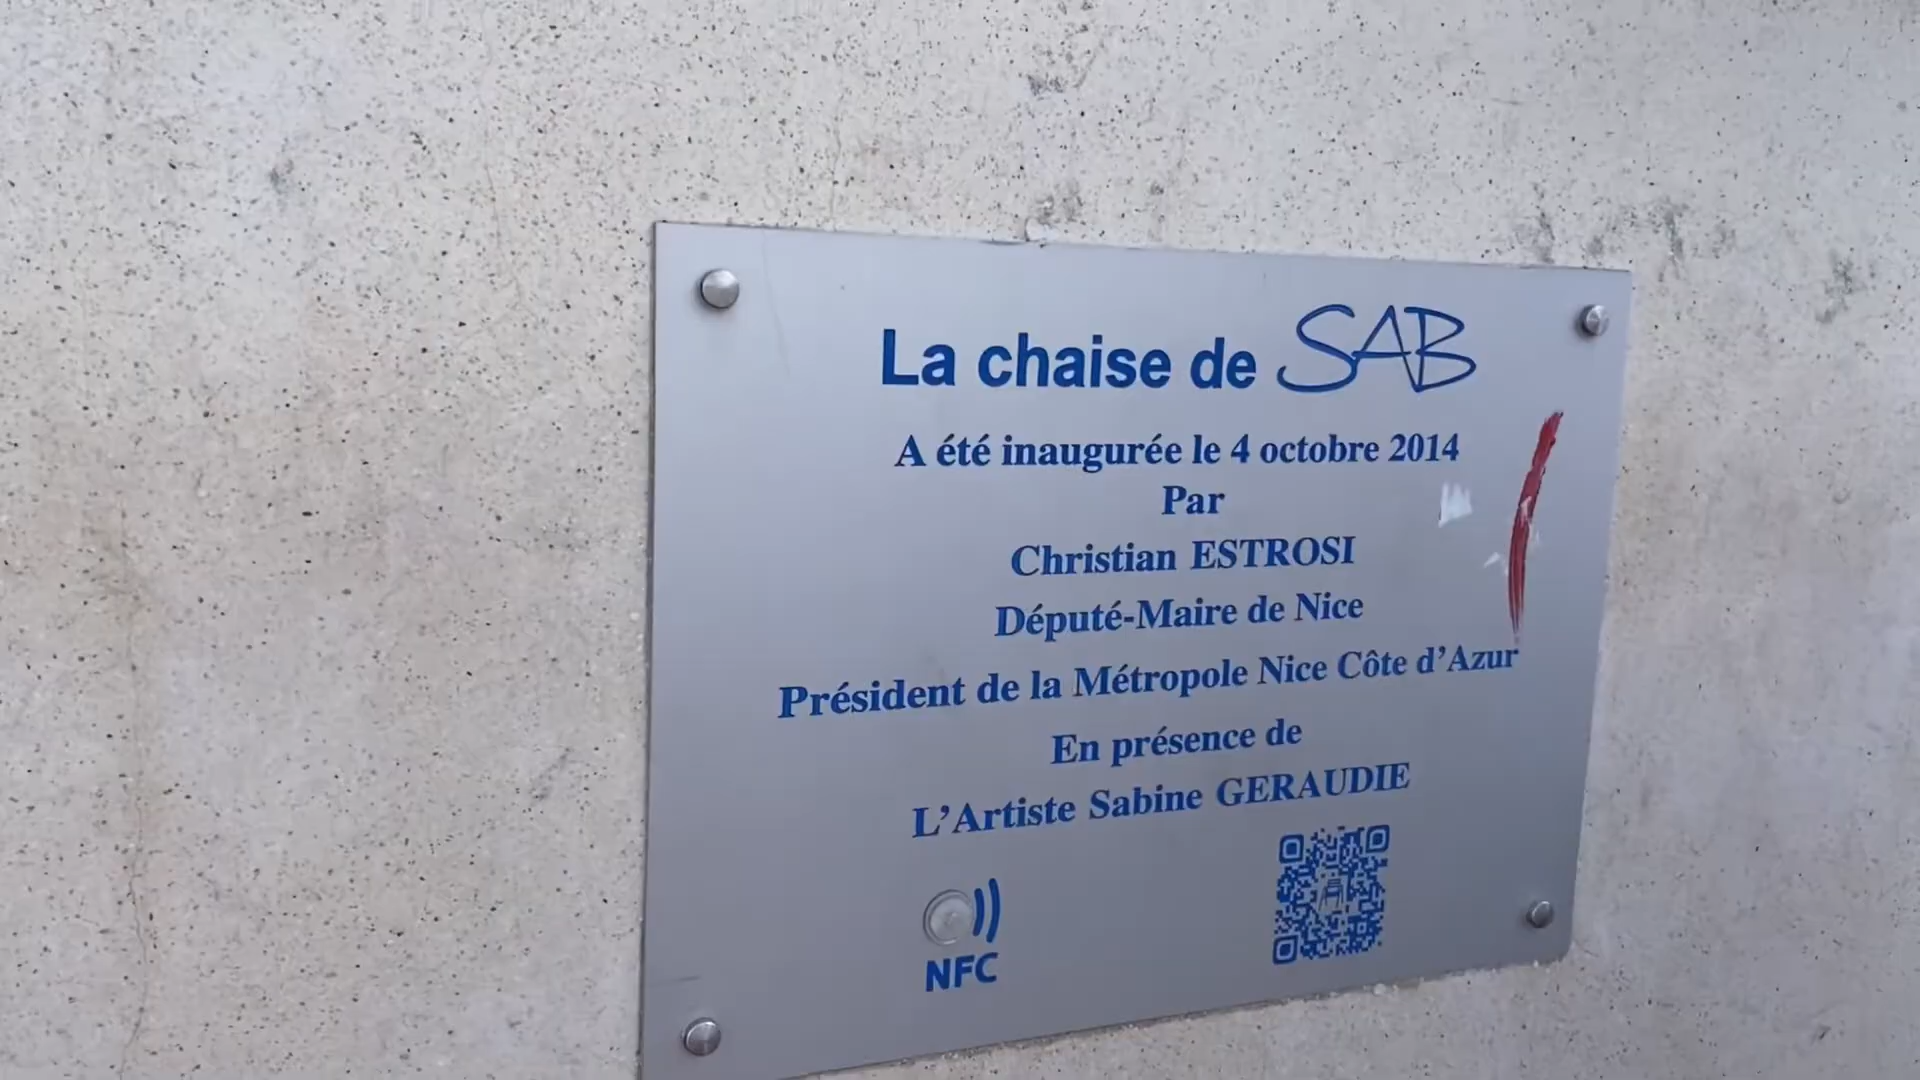 La chaise de SAB
A été inaugurée le 4 octobre 2014
Par
Christian ESTROSI
Député-Maire de Nice
Président de la Métropole Nice Côte d’Azur
En présence de
L’Artiste Sabine GERAUDIE
NFC